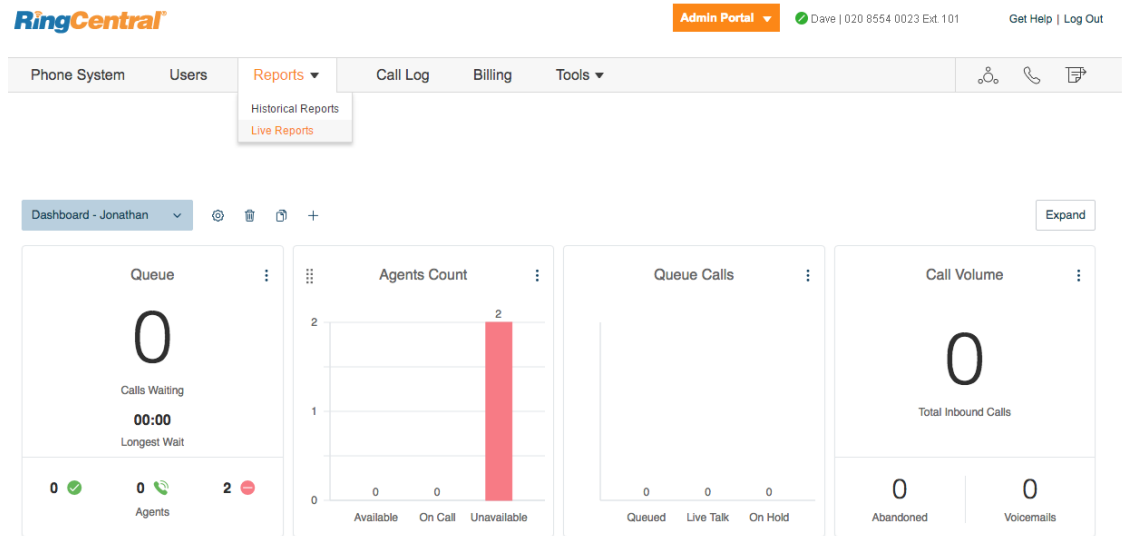 RingCentral®
Admin Portal
Dave | 020 8554 0023 Ext. 101
Get Help | Log Out
Phone System Users Reports Call Log Billing Tools
Historical Reports
Live Reports
Dashboard - Jonathan
Expand
Queue
0
Calls Waiting
00:00
Longest Wait
0 0 2
Agents
Agents Count
2
2
1
0
0 0
Available On Call Unavailable
Queue Calls
0 0 0
Queued Live Talk On Hold
Call Volume
0
Total Inbound Calls
0 0
Abandoned Voicemails